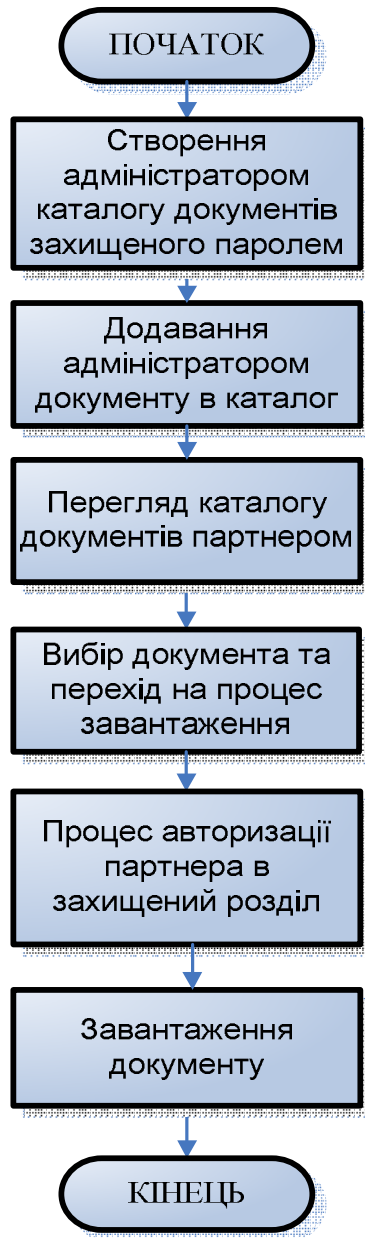 ПОЧАТОК
Створення
адміністратором
каталогу документів
захищеного паролем
Додавання
адміністратором
документу в каталог
Перегляд каталогу
документів партнером
Вибір документа та
перехід на процес
завантаження
Процес авторизації
партнера в
захищений розділ
Завантаження
документу
КІНЕЦЬ